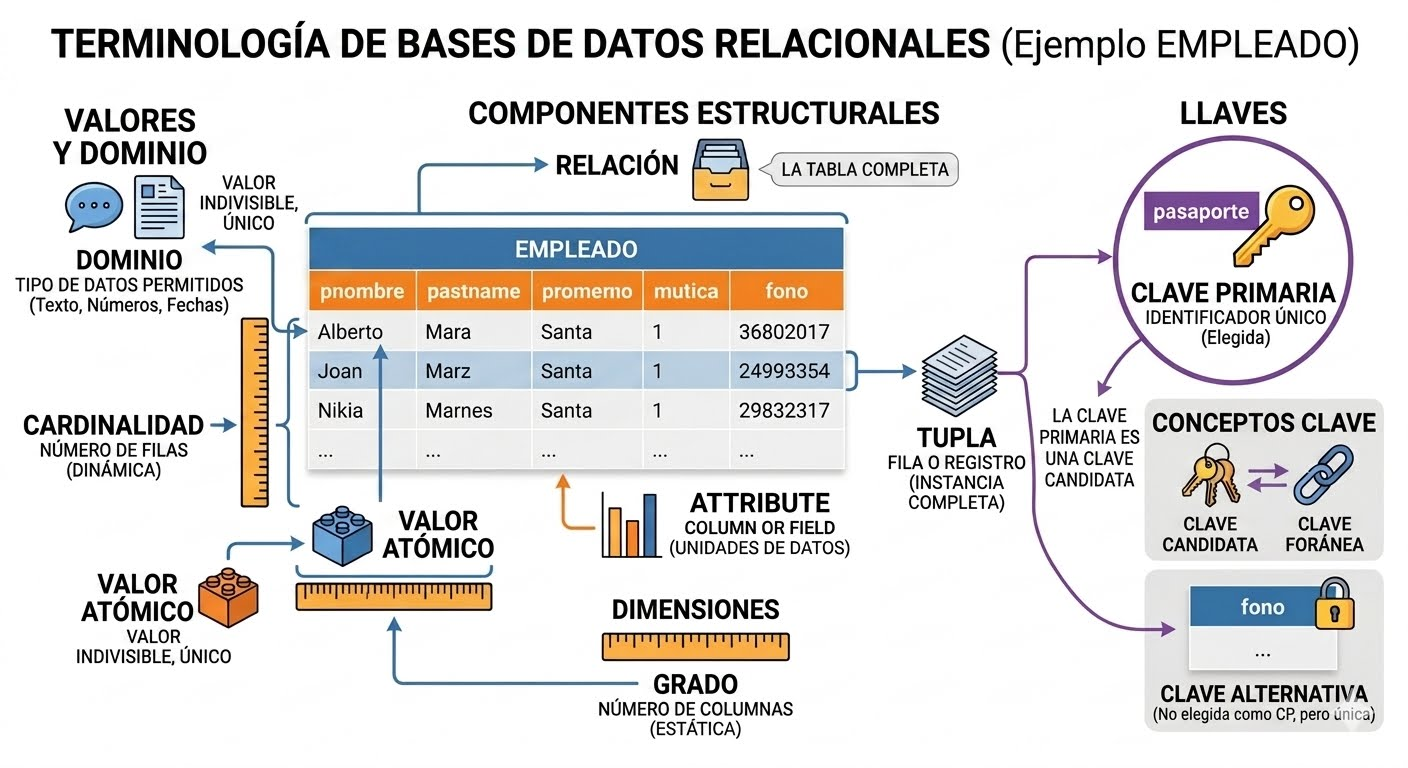 TERMINOLOGÍA DE BASES DE DATOS RELACIONALES (Ejemplo EMPLEADO)
VALORES
Y DOMINIO
VALOR
INDIVISIBLE,
ÚNICO
DOMINIO
TIPO DE DATOS PERMITIDOS
(Texto, Números, Fechas)
CARDINALIDAD
NÚMERO DE FILAS
(DINÁMICA)
VALOR
ATÓMICO
VALOR
INDIVISIBLE, ÚNICO
COMPONENTES ESTRUCTURALES
RELACIÓN
LA TABLA COMPLETA
EMPLEADO
pnombre pastname promerno mutica fono
Alberto Mara Santa 1 36802017
Joan Marz Santa 1 24993354
Nikia Marnes Santa 1 29832317
... ... ... ... ...
VALOR
ATÓMICO
ATTRIBUTE
COLUMN OR FIELD
(UNIDADES DE DATOS)
DIMENSIONES
GRADO
NÚMERO DE COLUMNAS
(ESTÁTICA)
TUPLA
FILA O REGISTRO
(INSTANCIA
COMPLETA)
LLAVES
pasaporte
CLAVE PRIMARIA
IDENTIFICADOR ÚNICO
(Elegida)
LA CLAVE
PRIMARIA ES
UNA CLAVE
CANDIDATA
CONCEPTOS CLAVE
CLAVE
CANDIDATA
CLAVE
FORÁNEA
fono
...
CLAVE ALTERNATIVA
(No elegida como CP, pero única)